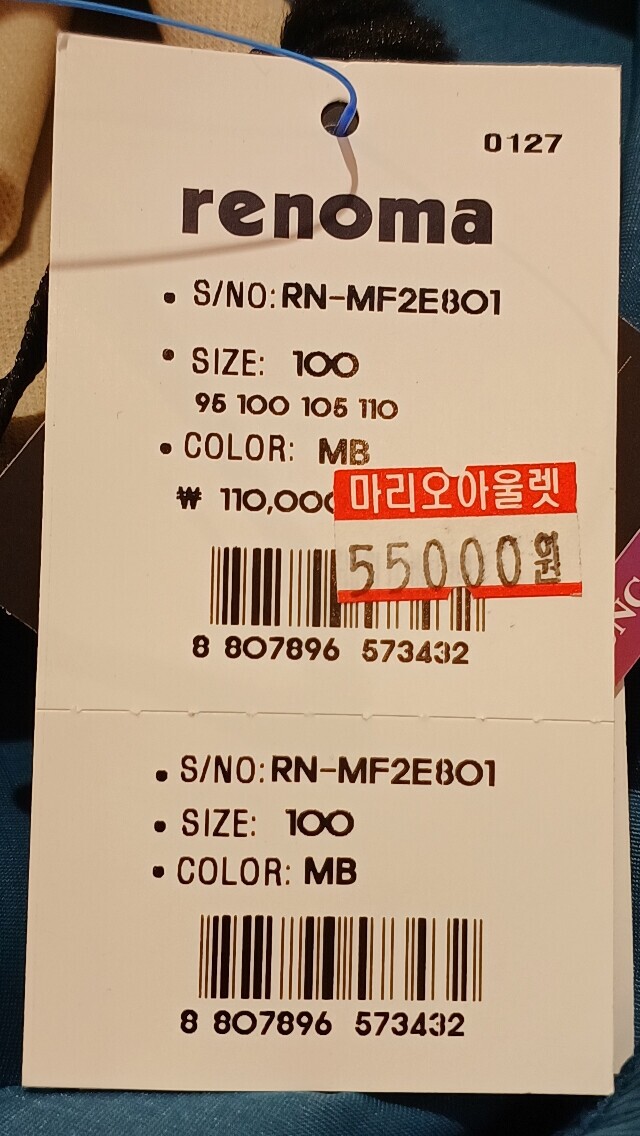 0127
renoma
• S/NO: RN-MF2E801
• SIZE: 100
95 100 105 110
• COLOR: MB
₩ 110,000
마리오아울렛
55000원
8 807896 573432
• S/NO: RN-MF2E801
• SIZE: 100
• COLOR: MB
8 807896 573432